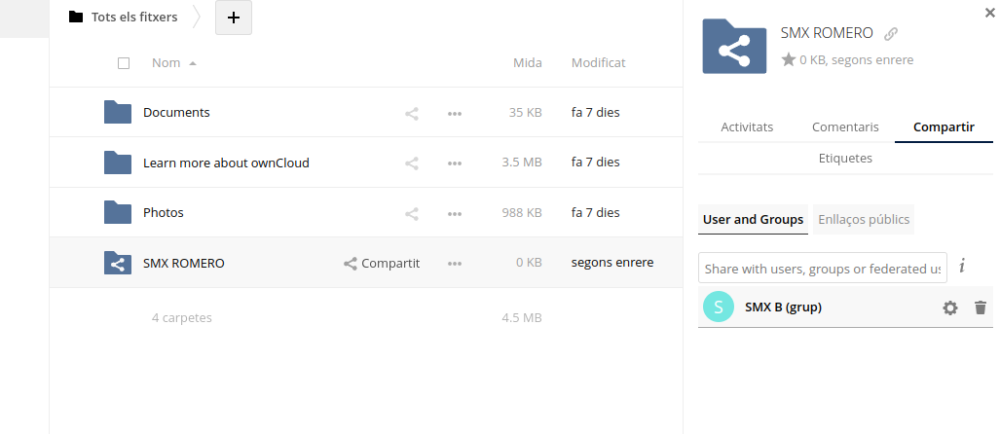 Tots els fitxers
+
Nom
Mida
Modificat
Documents
35 KB
fa 7 dies
Learn more about ownCloud
3.5 MB
fa 7 dies
Photos
988 KB
fa 7 dies
SMX ROMERO
Compartit
0 KB
segons enrere
4 carpetes
4.5 MB
SMX ROMERO
0 KB, segons enrere
Activitats
Comentaris
Compartir
Etiquetes
User and Groups
Enllaços públics
Share with users, groups or federated us
i
S
SMX B (grup)